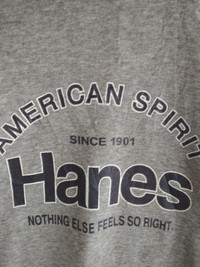 AMERICAN SPIRIT
SINCE 1901
Hanes
NOTHING ELSE FEELS SO RIGHT.